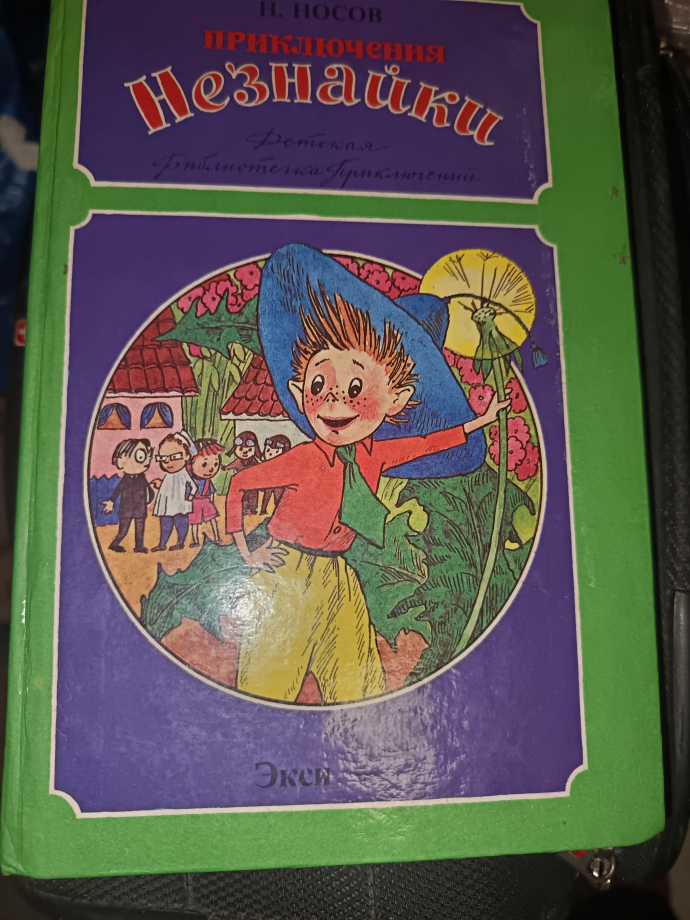 Н. НОСОВ
ПРИКЛЮЧЕНИЯ
Незнайки
Детская
библиотечка приключений
Экси